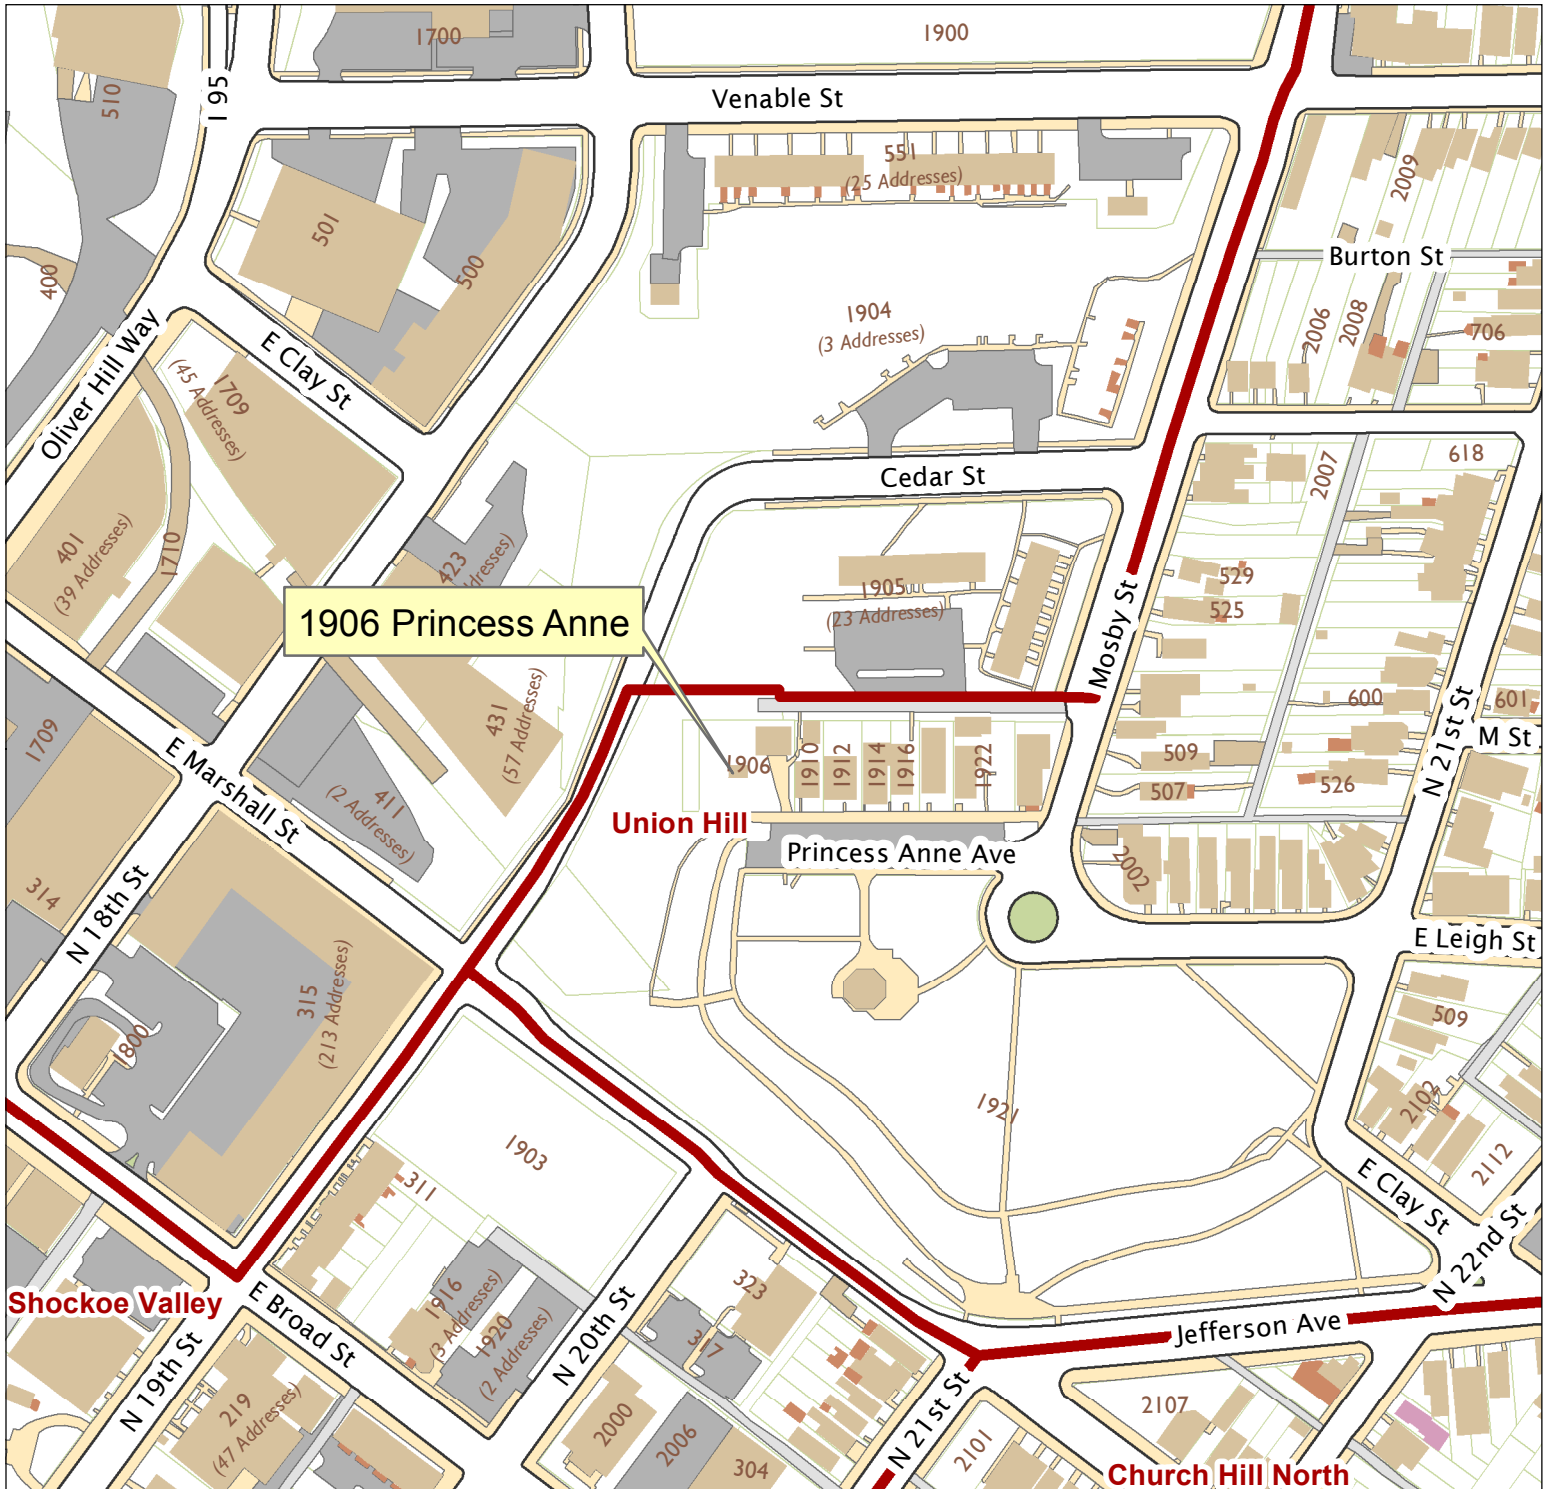 1700
1900
510
I 95
Venable St
551
(25 Addresses)
2009
501
500
400
Burton St
1904
(3 Addresses)
2006
2008
706
Oliver Hill Way
E Clay St
1709
(45 Addresses)
Cedar St
2007
618
401
(39 Addresses)
1710
423
dresses)
1905
(23 Addresses)
529
525
1906 Princess Anne
Mosby St
431
(57 Addresses)
600
601
N 21st St
M St
1709
E Marshall St
1906
1910
1912
1914
1916
1922
509
507
526
411
(2 Addresses)
Union Hill
Princess Anne Ave
2002
314
N 18th St
E Leigh St
315
(213 Addresses)
509
1800
1921
2102
2112
1903
311
E Clay St
N 22nd St
Shockoe Valley
E Broad St
1916
(3 Addresses)
1920
(2 Addresses)
N 20th St
323
317
Jefferson Ave
N 19th St
219
(47 Addresses)
2000
2006
304
N 21st St
2101
2107
Church Hill North